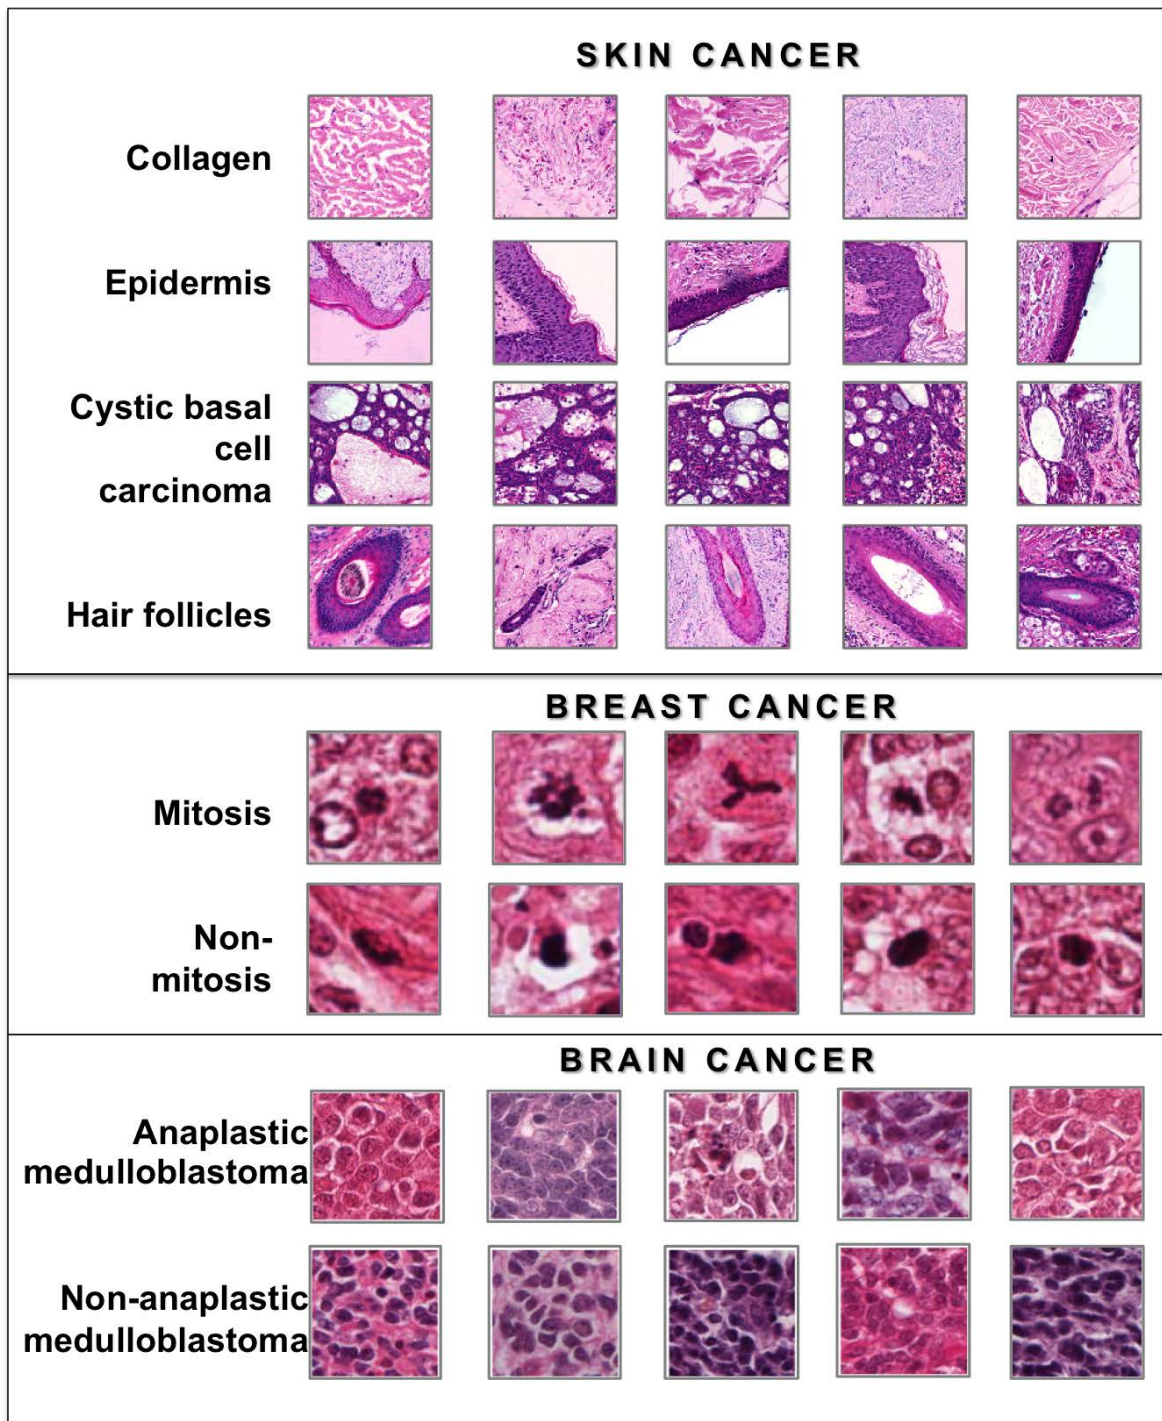 SKIN CANCER
Collagen
Epidermis
Cystic basal
cell
carcinoma
Hair follicles
BREAST CANCER
Mitosis
Non-
mitosis
BRAIN CANCER
Anaplastic
medulloblastoma
Non-anaplastic
medulloblastoma